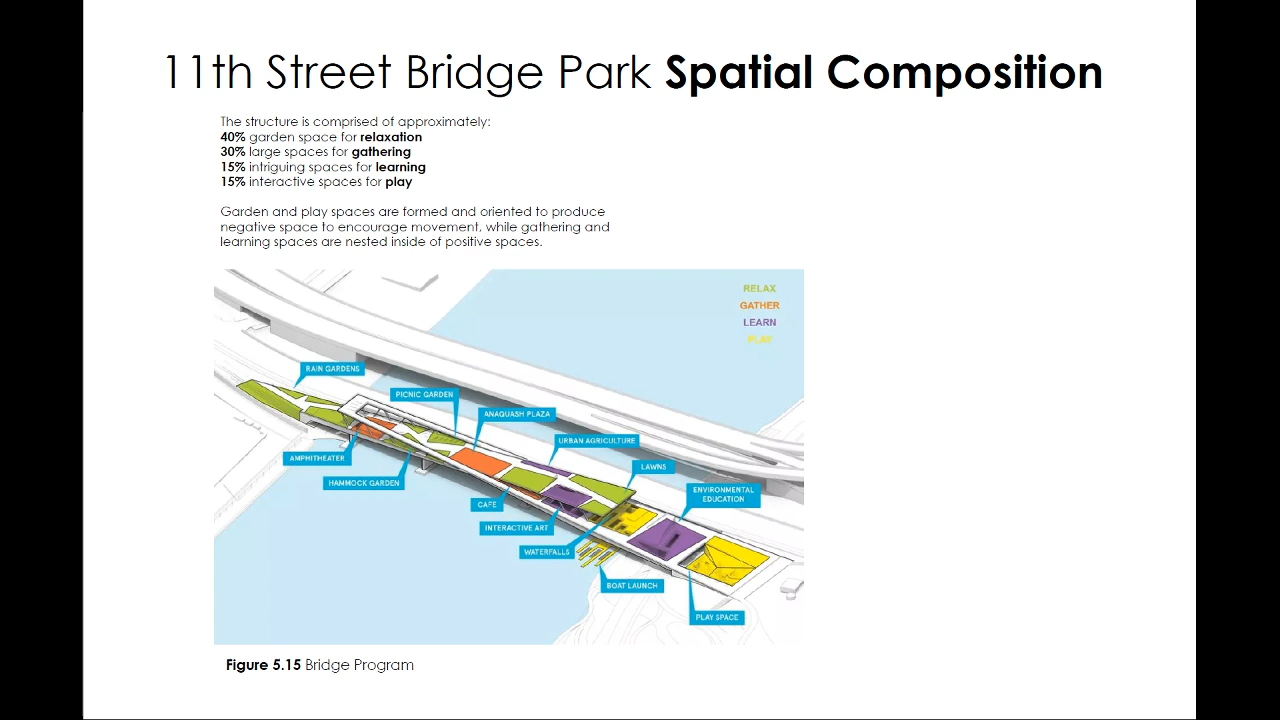 11th Street Bridge Park Spatial Composition
The structure is comprised of approximately:
40% garden space for relaxation
30% large spaces for gathering
15% intriguing spaces for learning
15% interactive spaces for play
Garden and play spaces are formed and oriented to produce
negative space to encourage movement, while gathering and
learning spaces are nested inside of positive spaces.
RELAX
GATHER
LEARN
PLAY
RAIN GARDENS
PICNIC GARDEN
ANAQUASH PLAZA
URBAN AGRICULTURE
LAWNS
ENVIRONMENTAL
EDUCATION
AMPHITHEATER
HAMMOCK GARDEN
CAFE
INTERACTIVE ART
WATERFALLS
BOAT LAUNCH
PLAY SPACE
Figure 5.15 Bridge Program